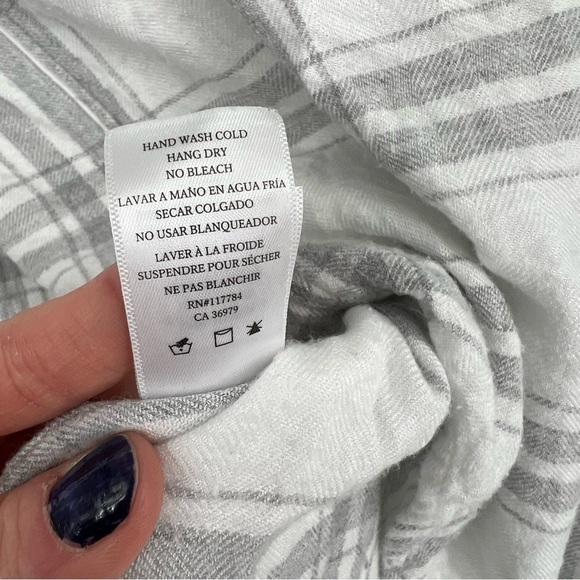 HAND WASH COLD
HANG DRY
NO BLEACH
LAVAR A MAÑO EN AGUA FRÍA
SECAR COLGADO
NO USAR BLANQUEADOR
LAVER À LA FROIDE
SUSPENDRE POUR SÉCHER
NE PAS BLANCHIR
RN#117784
CA 36979